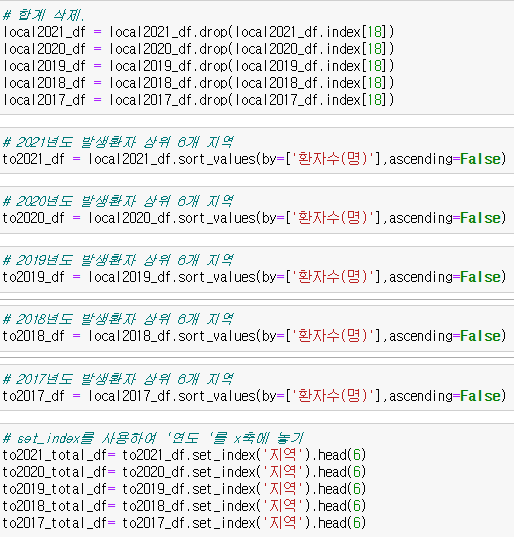 # 합계 삭제.
local2021_df = local2021_df.drop(local2021_df.index[18])
local2020_df = local2020_df.drop(local2020_df.index[18])
local2019_df = local2019_df.drop(local2019_df.index[18])
local2018_df = local2018_df.drop(local2018_df.index[18])
local2017_df = local2017_df.drop(local2017_df.index[18])
# 2021년도 발생환자 상위 6개 지역
to2021_df = local2021_df.sort_values(by=['환자수(명)'],ascending=False)
# 2020년도 발생환자 상위 6개 지역
to2020_df = local2020_df.sort_values(by=['환자수(명)'],ascending=False)
# 2019년도 발생환자 상위 6개 지역
to2019_df = local2019_df.sort_values(by=['환자수(명)'],ascending=False)
# 2018년도 발생환자 상위 6개 지역
to2018_df = local2018_df.sort_values(by=['환자수(명)'],ascending=False)
# 2017년도 발생환자 상위 6개 지역
to2017_df = local2017_df.sort_values(by=['환자수(명)'],ascending=False)
# set_index를 사용하여 '연도 '를 x축에 놓기
to2021_total_df= to2021_df.set_index('지역').head(6)
to2020_total_df= to2020_df.set_index('지역').head(6)
to2019_total_df= to2019_df.set_index('지역').head(6)
to2018_total_df= to2018_df.set_index('지역').head(6)
to2017_total_df= to2017_df.set_index('지역').head(6)